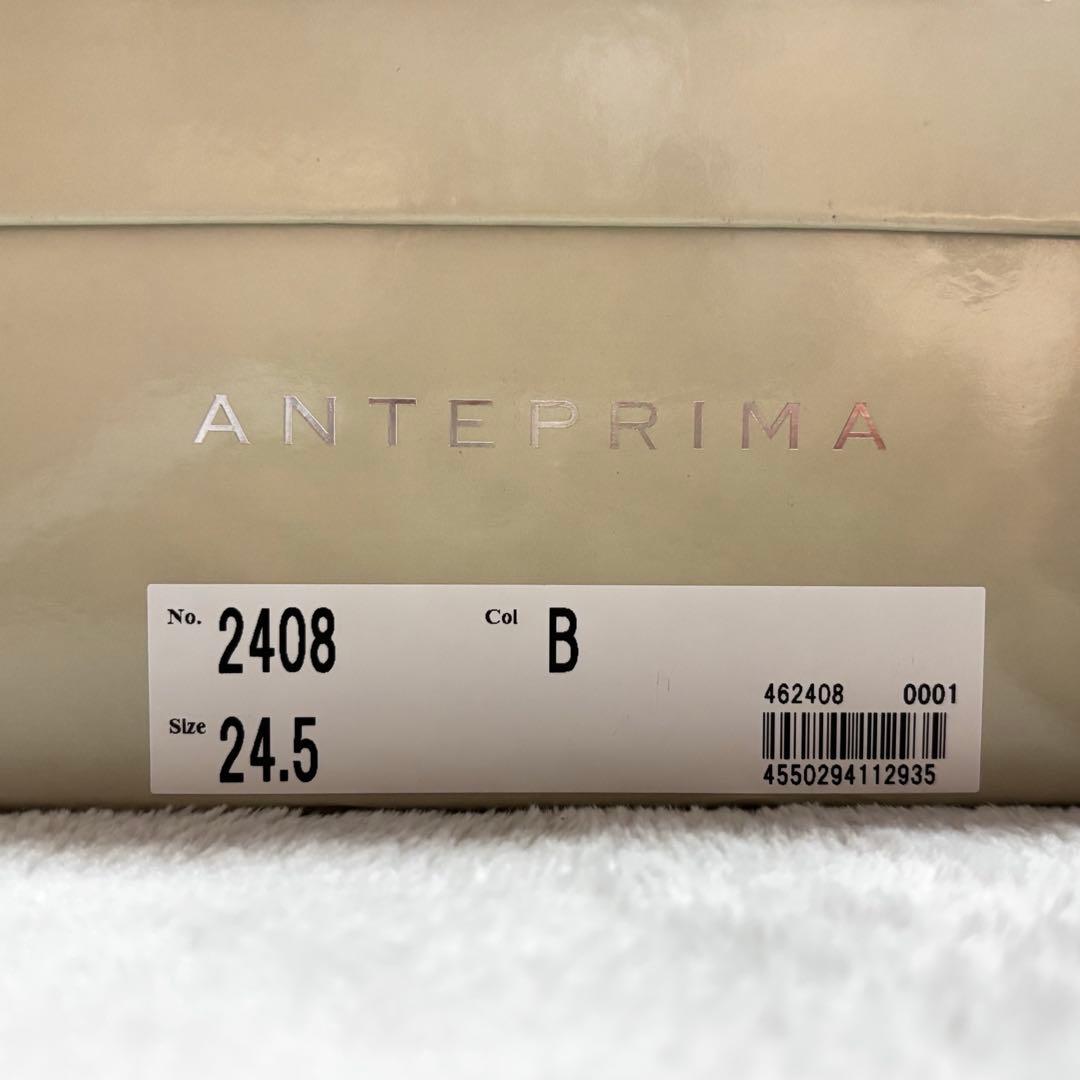 ANTEPRIMA
No. 2408 Col B
462408 0001
Size 24.5
4550294112935